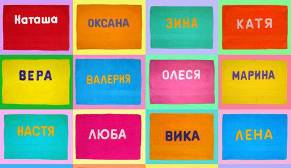 Наташа
ОКСАНА
ЗИНА
КАТЯ
ВЕРА
ВАЛЕРИЯ
ОЛЕСЯ
МАРИНА
НАСТЯ
ЛЮБА
ВИКА
ЛЕНА